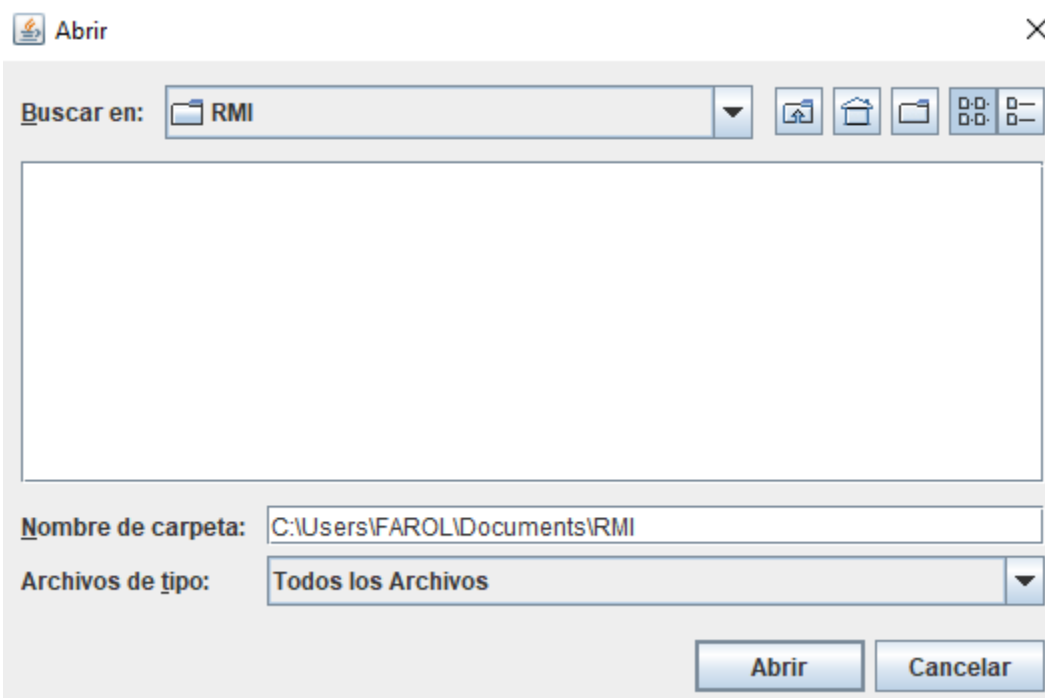 Abrir
Buscar en: RMI
Nombre de carpeta: C:\Users\FAROL\Documents\RMI
Archivos de tipo: Todos los Archivos
Abrir Cancelar